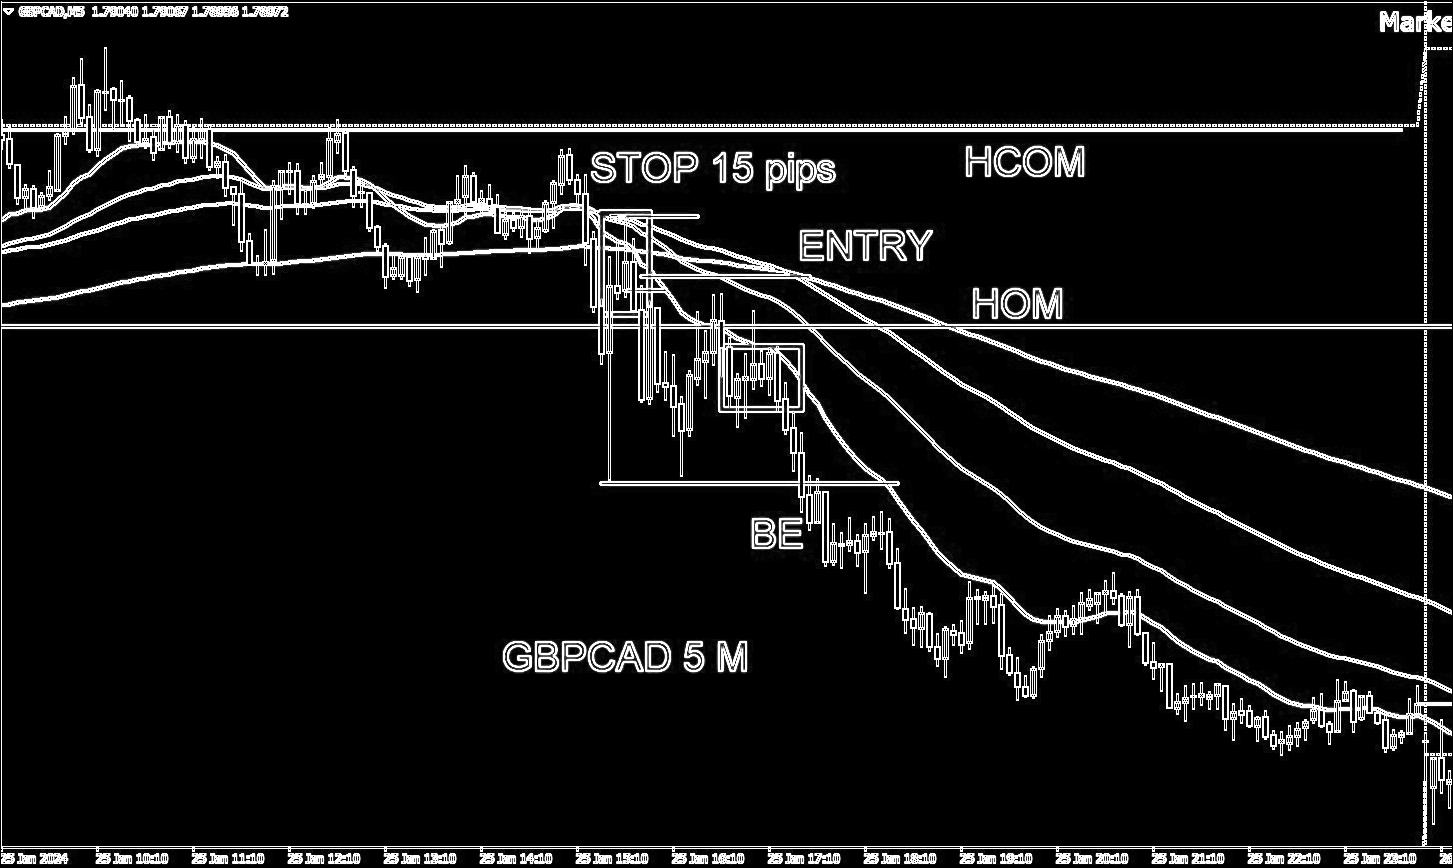 GBPCAD,M5 1.79040 1.79067 1.78956 1.78972
Marke
STOP 15 pips
HCOM
ENTRY
HOM
BE
GBPCAD 5 M
25 Jan 2024 25 Jan 10:10 25 Jan 11:10 25 Jan 12:10 25 Jan 13:10 25 Jan 14:10 25 Jan 15:10 25 Jan 16:10 25 Jan 17:10 25 Jan 18:10 25 Jan 19:10 25 Jan 20:10 25 Jan 21:10 25 Jan 22:10 25 Jan 23:10